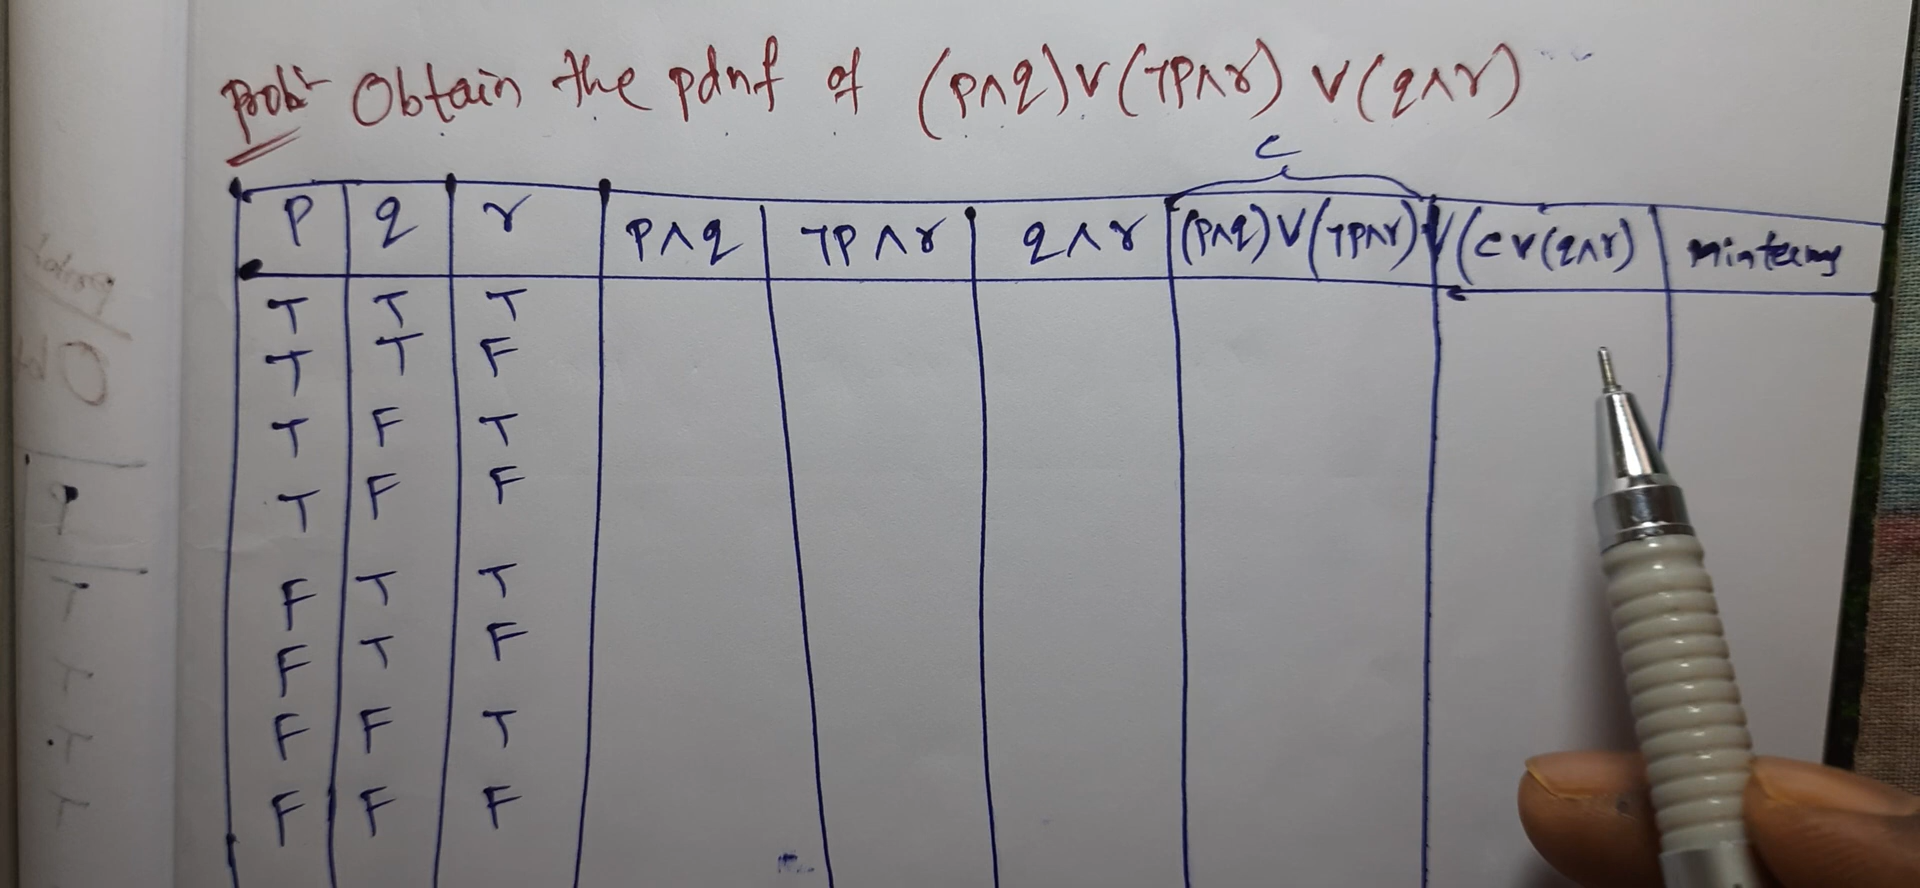 Prob:- Obtain the pdnf of (p∧q)∨(¬p∧r) ∨(q∧r)
c
p q r p∧q ¬p∧r q∧r (p∧q)∨(¬p∧r) (c∨(q∧r) Minterms
T T T
T T F
T F T
T F F
F T T
F T F
F F T
F F F